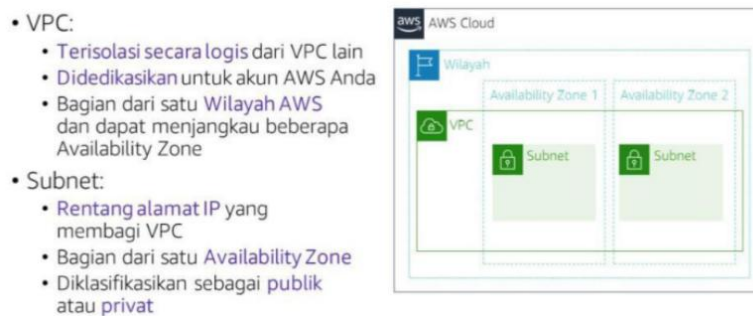 • VPC:
• Terisolasi secara logis dari VPC lain
• Didedikasikan untuk akun AWS Anda
• Bagian dari satu Wilayah AWS
dan dapat menjangkau beberapa
Availability Zone
• Subnet:
• Rentang alamat IP yang
membagi VPC
• Bagian dari satu Availability Zone
• Diklasifikasikan sebagai publik
atau privat
aws AWS Cloud
Wilayah
Availability Zone 1 Availability Zone 2
VPC
Subnet Subnet